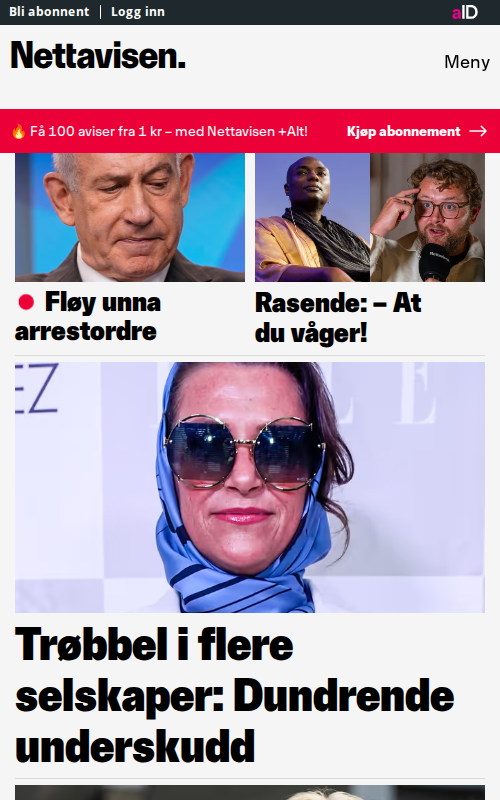 Bli abonnent | Logg inn
aID
Nettavisen.
Meny
🔥 Få 100 aviser fra 1 kr – med Nettavisen +Alt!
Kjøp abonnement →
Fløy unna
arrestordre
Rasende: – At
du våger!
EZ
L E
Trøbbel i flere
selskaper: Dundrende
underskudd